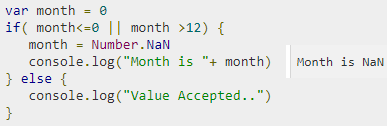 var month = 0
if( month<=0 || month >12) {
month = Number.NaN
console.log("Month is "+ month)
} else {
console.log("Value Accepted..")
}
Month is NaN